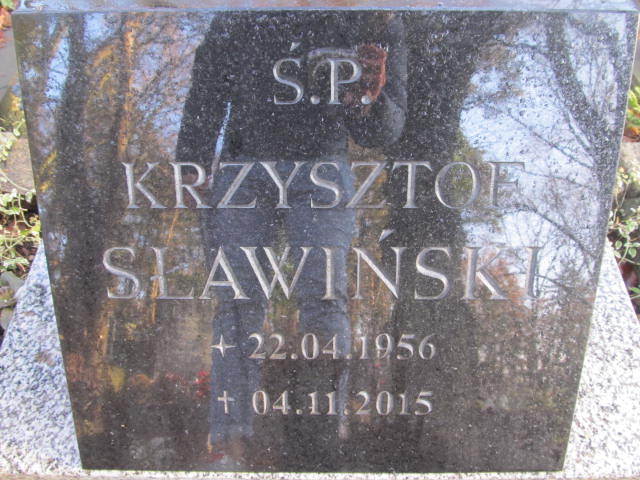 Ś.P.
KRZYSZTOF
SŁAWIŃSKI
✦ 22.04.1956
✝ 04.11.2015